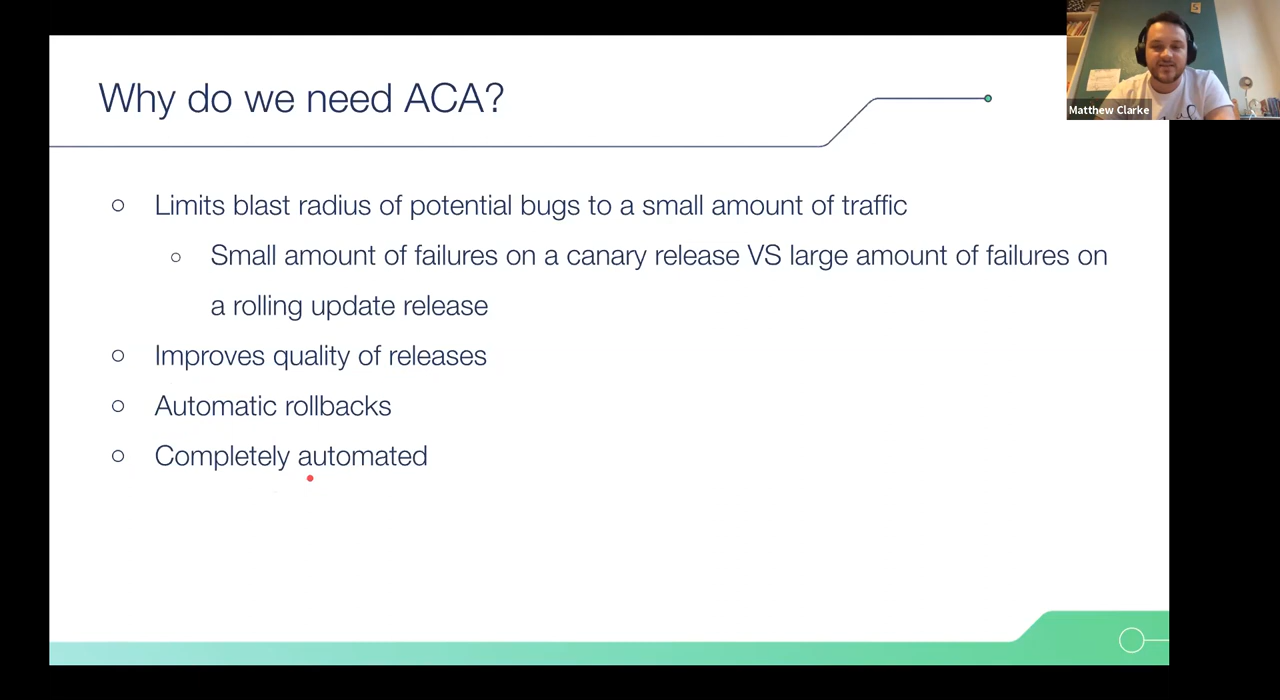 Why do we need ACA?
Matthew Clarke
Limits blast radius of potential bugs to a small amount of traffic
Small amount of failures on a canary release VS large amount of failures on
a rolling update release
Improves quality of releases
Automatic rollbacks
Completely automated